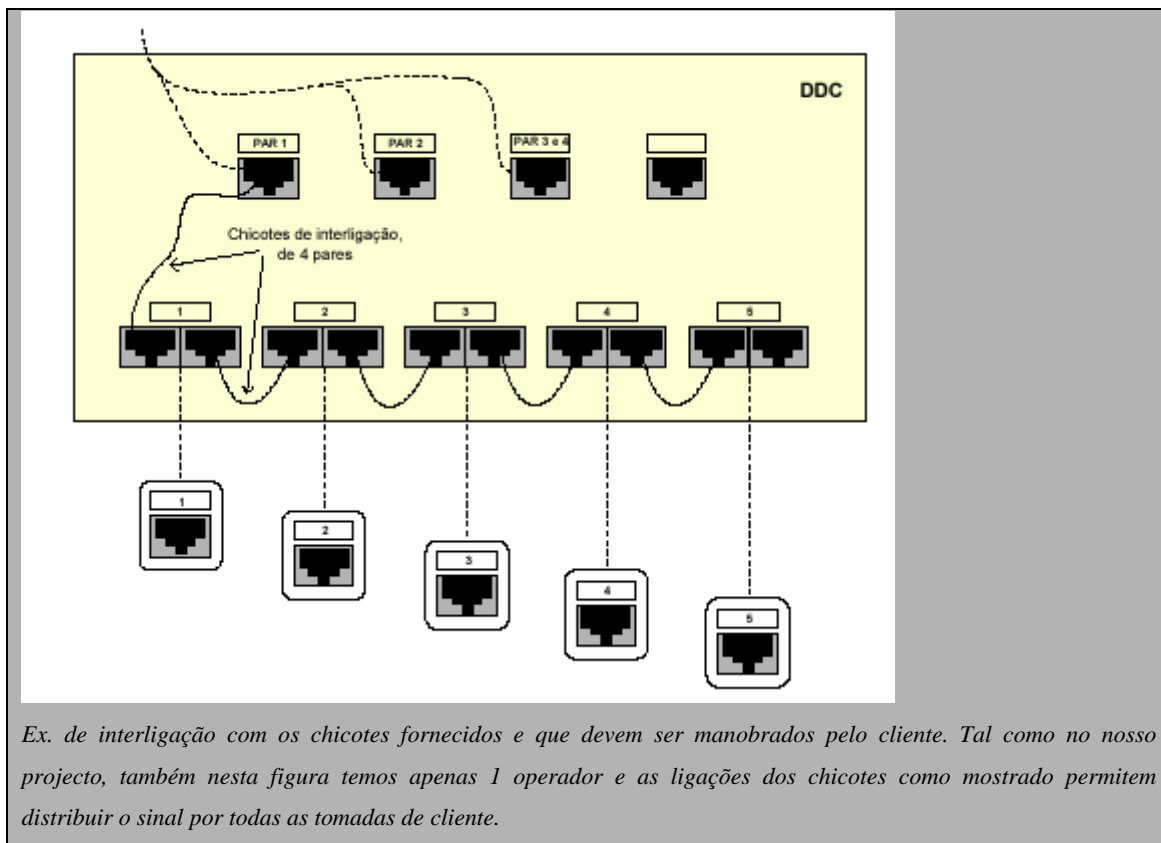 DDC
PAR 1
PAR 2
PAR 3 e 4
Chicotes de interligação,
de 4 pares
1
2
3
4
5
1
2
3
4
5
Ex. de interligação com os chicotes fornecidos e que devem ser manobrados pelo cliente. Tal como no nosso
projecto, também nesta figura temos apenas 1 operador e as ligações dos chicotes como mostrado permitem
distribuir o sinal por todas as tomadas de cliente.